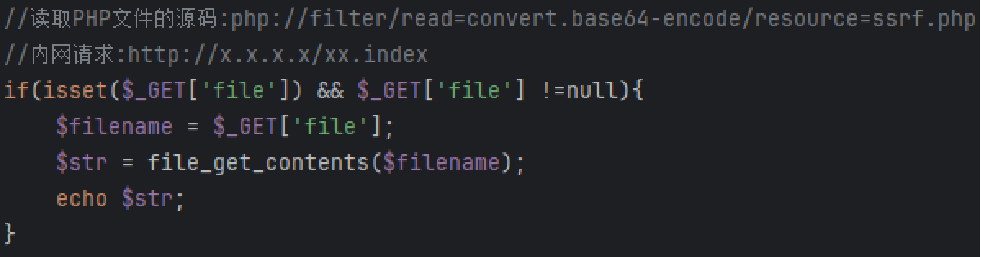 //读取PHP文件的源码:php://filter/read=convert.base64-encode/resource=ssrf.php
//内网请求:http://x.x.x.x/xx.index
if(isset($_GET['file']) && $_GET['file'] !=null){
    $filename = $_GET['file'];
    $str = file_get_contents($filename);
    echo $str;
}